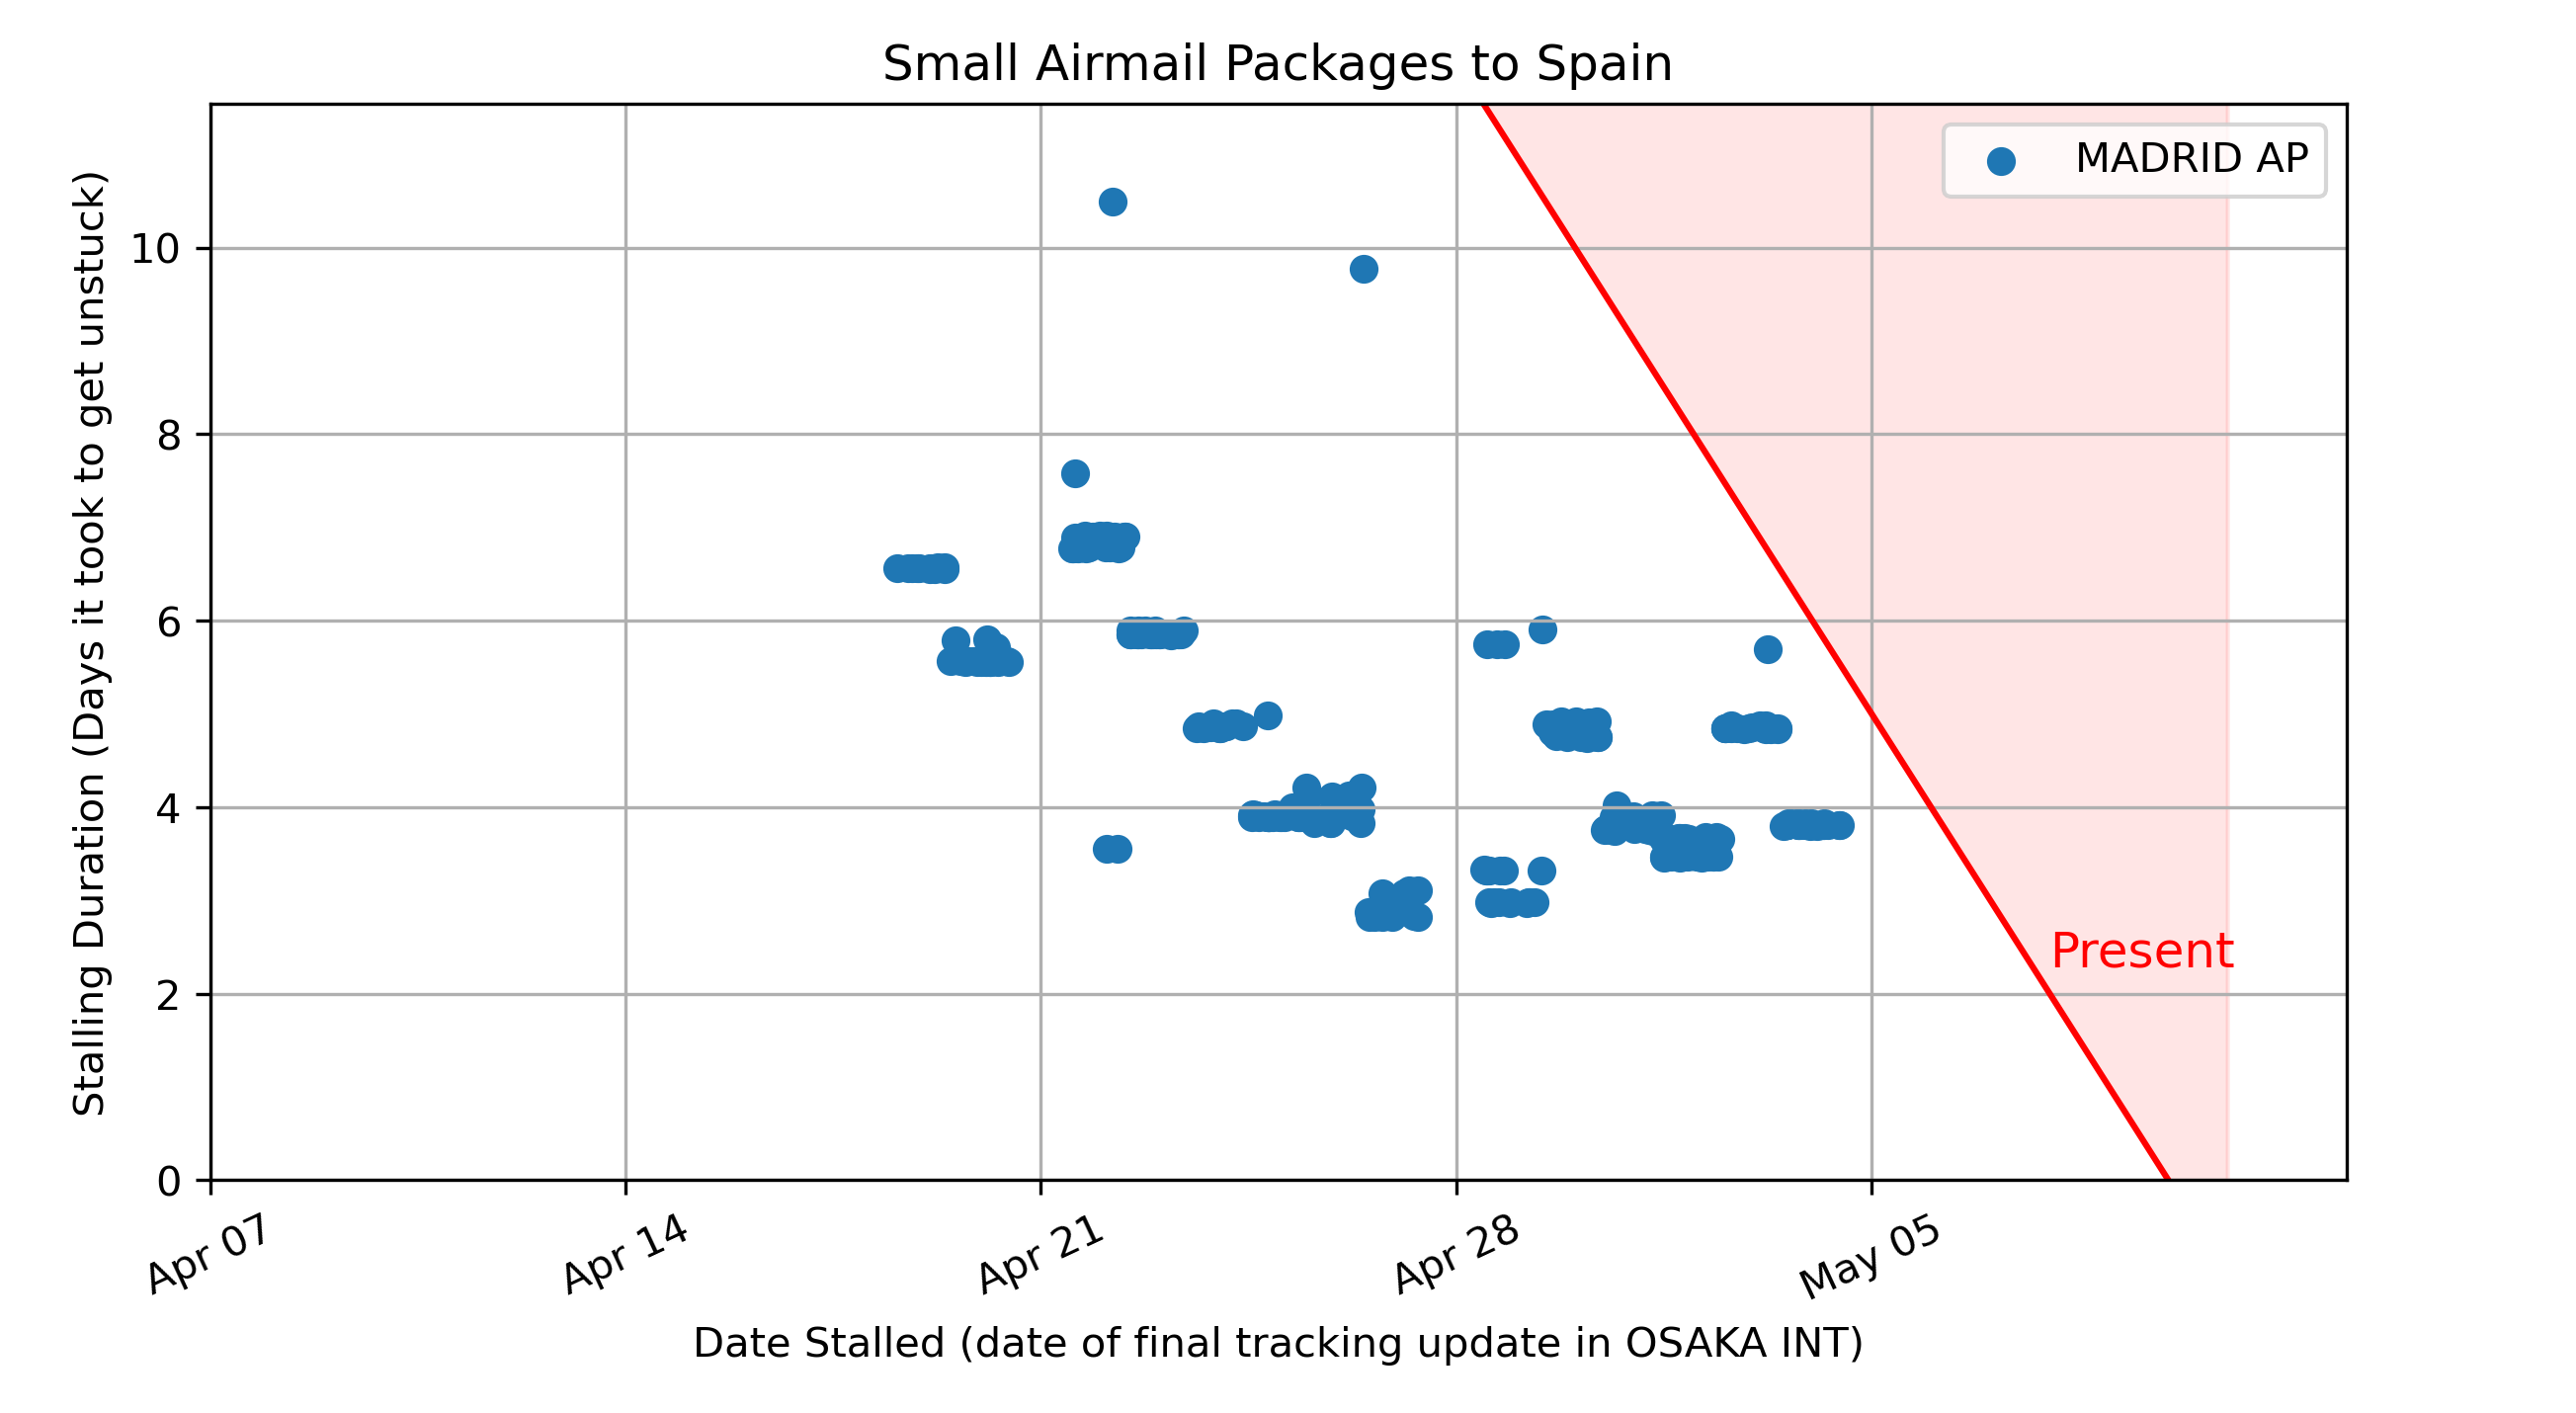 Small Airmail Packages to Spain
MADRID AP
Stalling Duration (Days it took to get unstuck)
10
8
6
4
2
0
Present
Apr 07
Apr 14
Apr 21
Apr 28
May 05
Date Stalled (date of final tracking update in OSAKA INT)